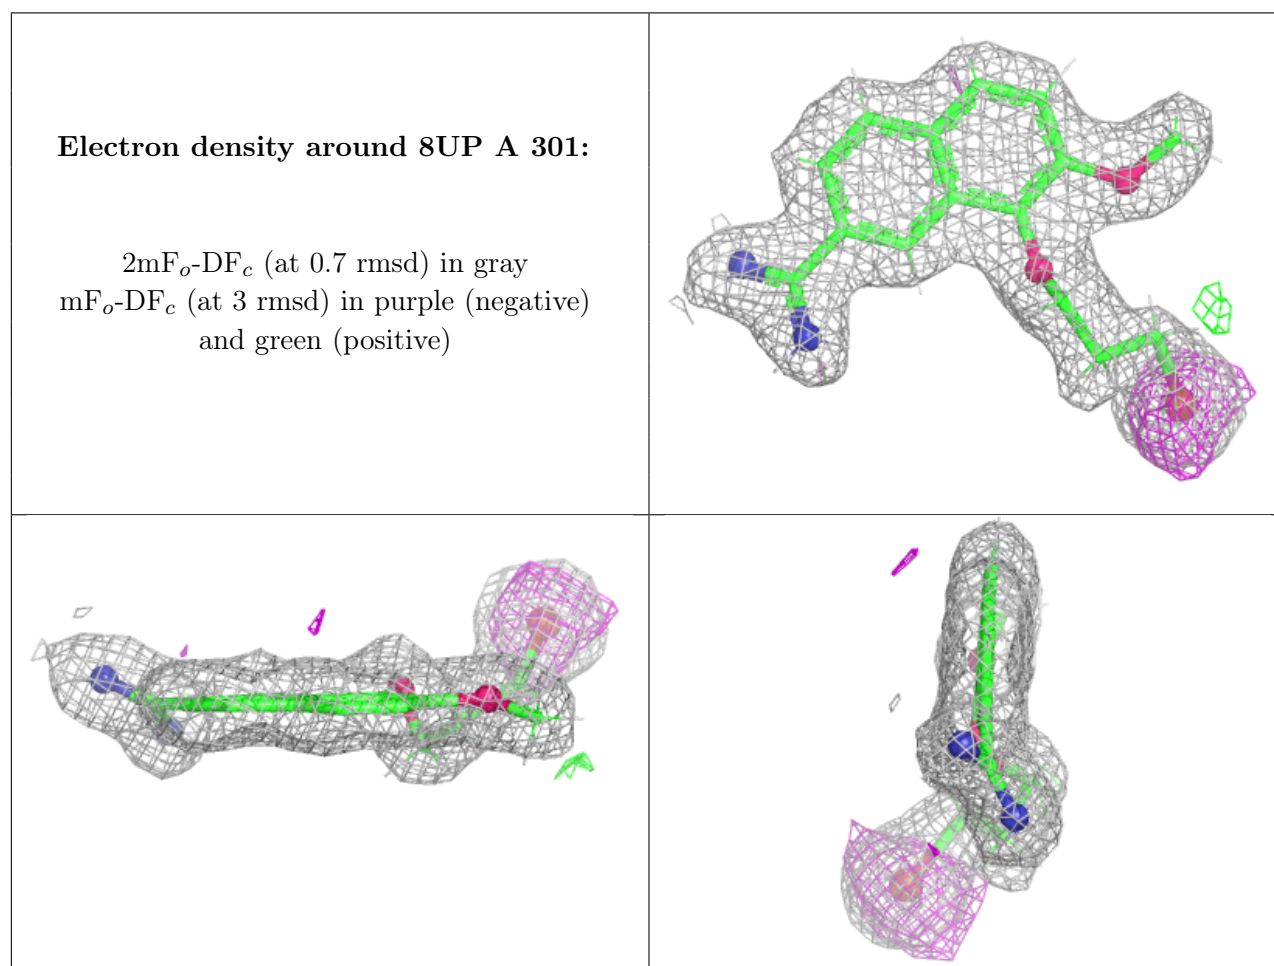 Electron density around 8UP A 301:
2mFo-DFc (at 0.7 rmsd) in gray
mFo-DFc (at 3 rmsd) in purple (negative)
and green (positive)